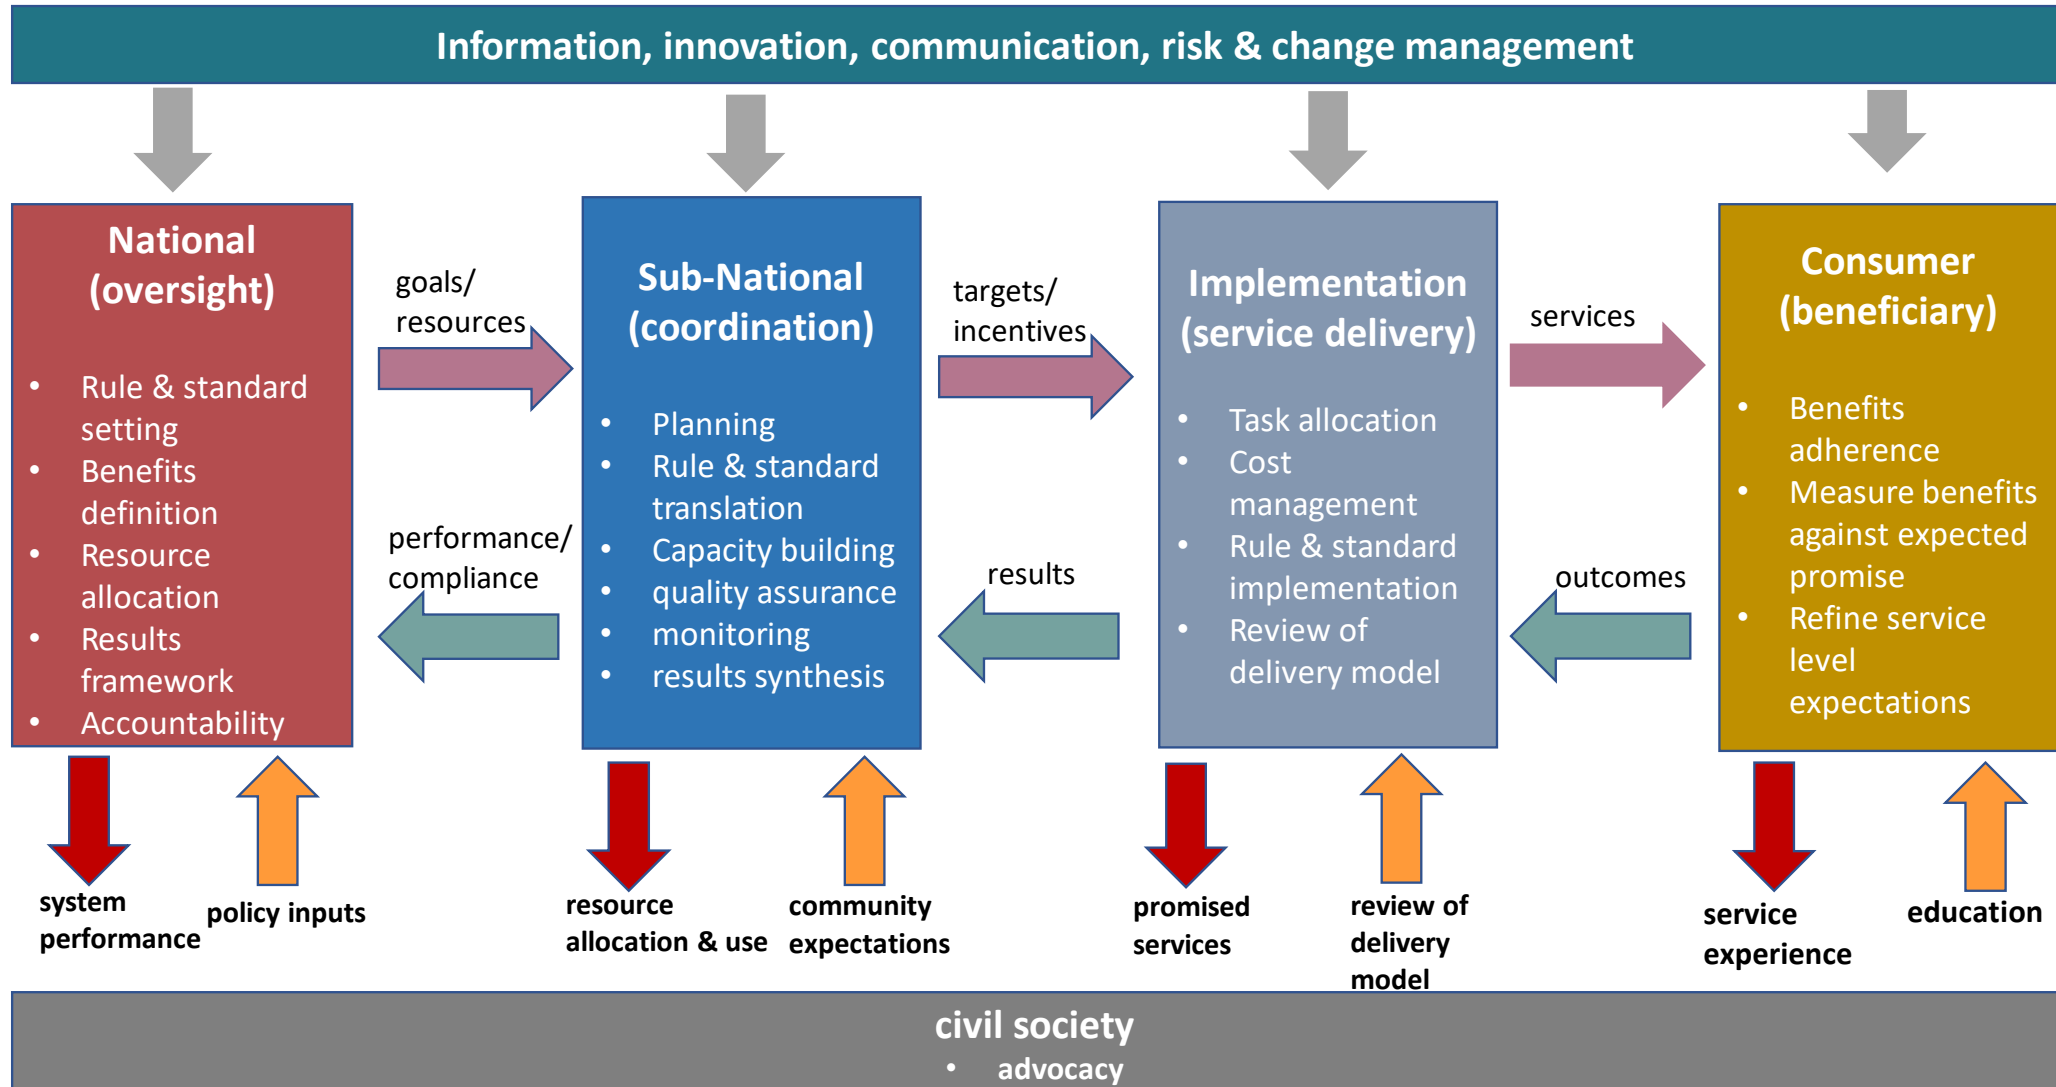 Information, innovation, communication, risk & change management
National
(oversight)
• Rule & standard
setting
• Benefits
definition
• Resource
allocation
• Results
framework
• Accountability
goals/
resources
performance/
compliance
Sub-National
(coordination)
• Planning
• Rule & standard
translation
• Capacity building
• quality assurance
• monitoring
• results synthesis
targets/
incentives
results
Implementation
(service delivery)
• Task allocation
• Cost
management
• Rule & standard
implementation
• Review of
delivery model
services
outcomes
Consumer
(beneficiary)
• Benefits
adherence
• Measure benefits
against expected
promise
• Refine service
level
expectations
system
performance
policy inputs
resource
allocation & use
community
expectations
promised
services
review of
delivery
model
service
experience
education
civil society
• advocacy